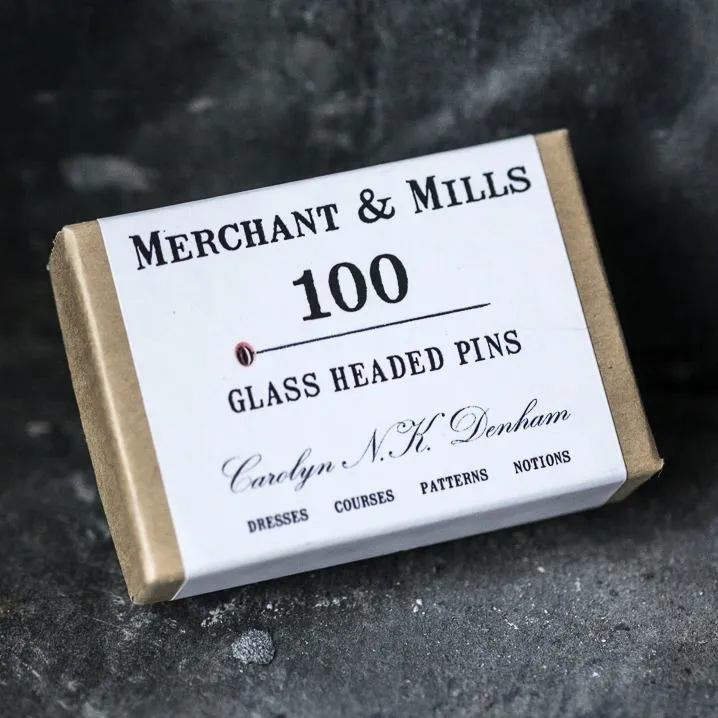 MERCHANT & MILLS
100
GLASS HEADED PINS
Carolyn N.K. Denham
DRESSES COURSES PATTERNS NOTIONS